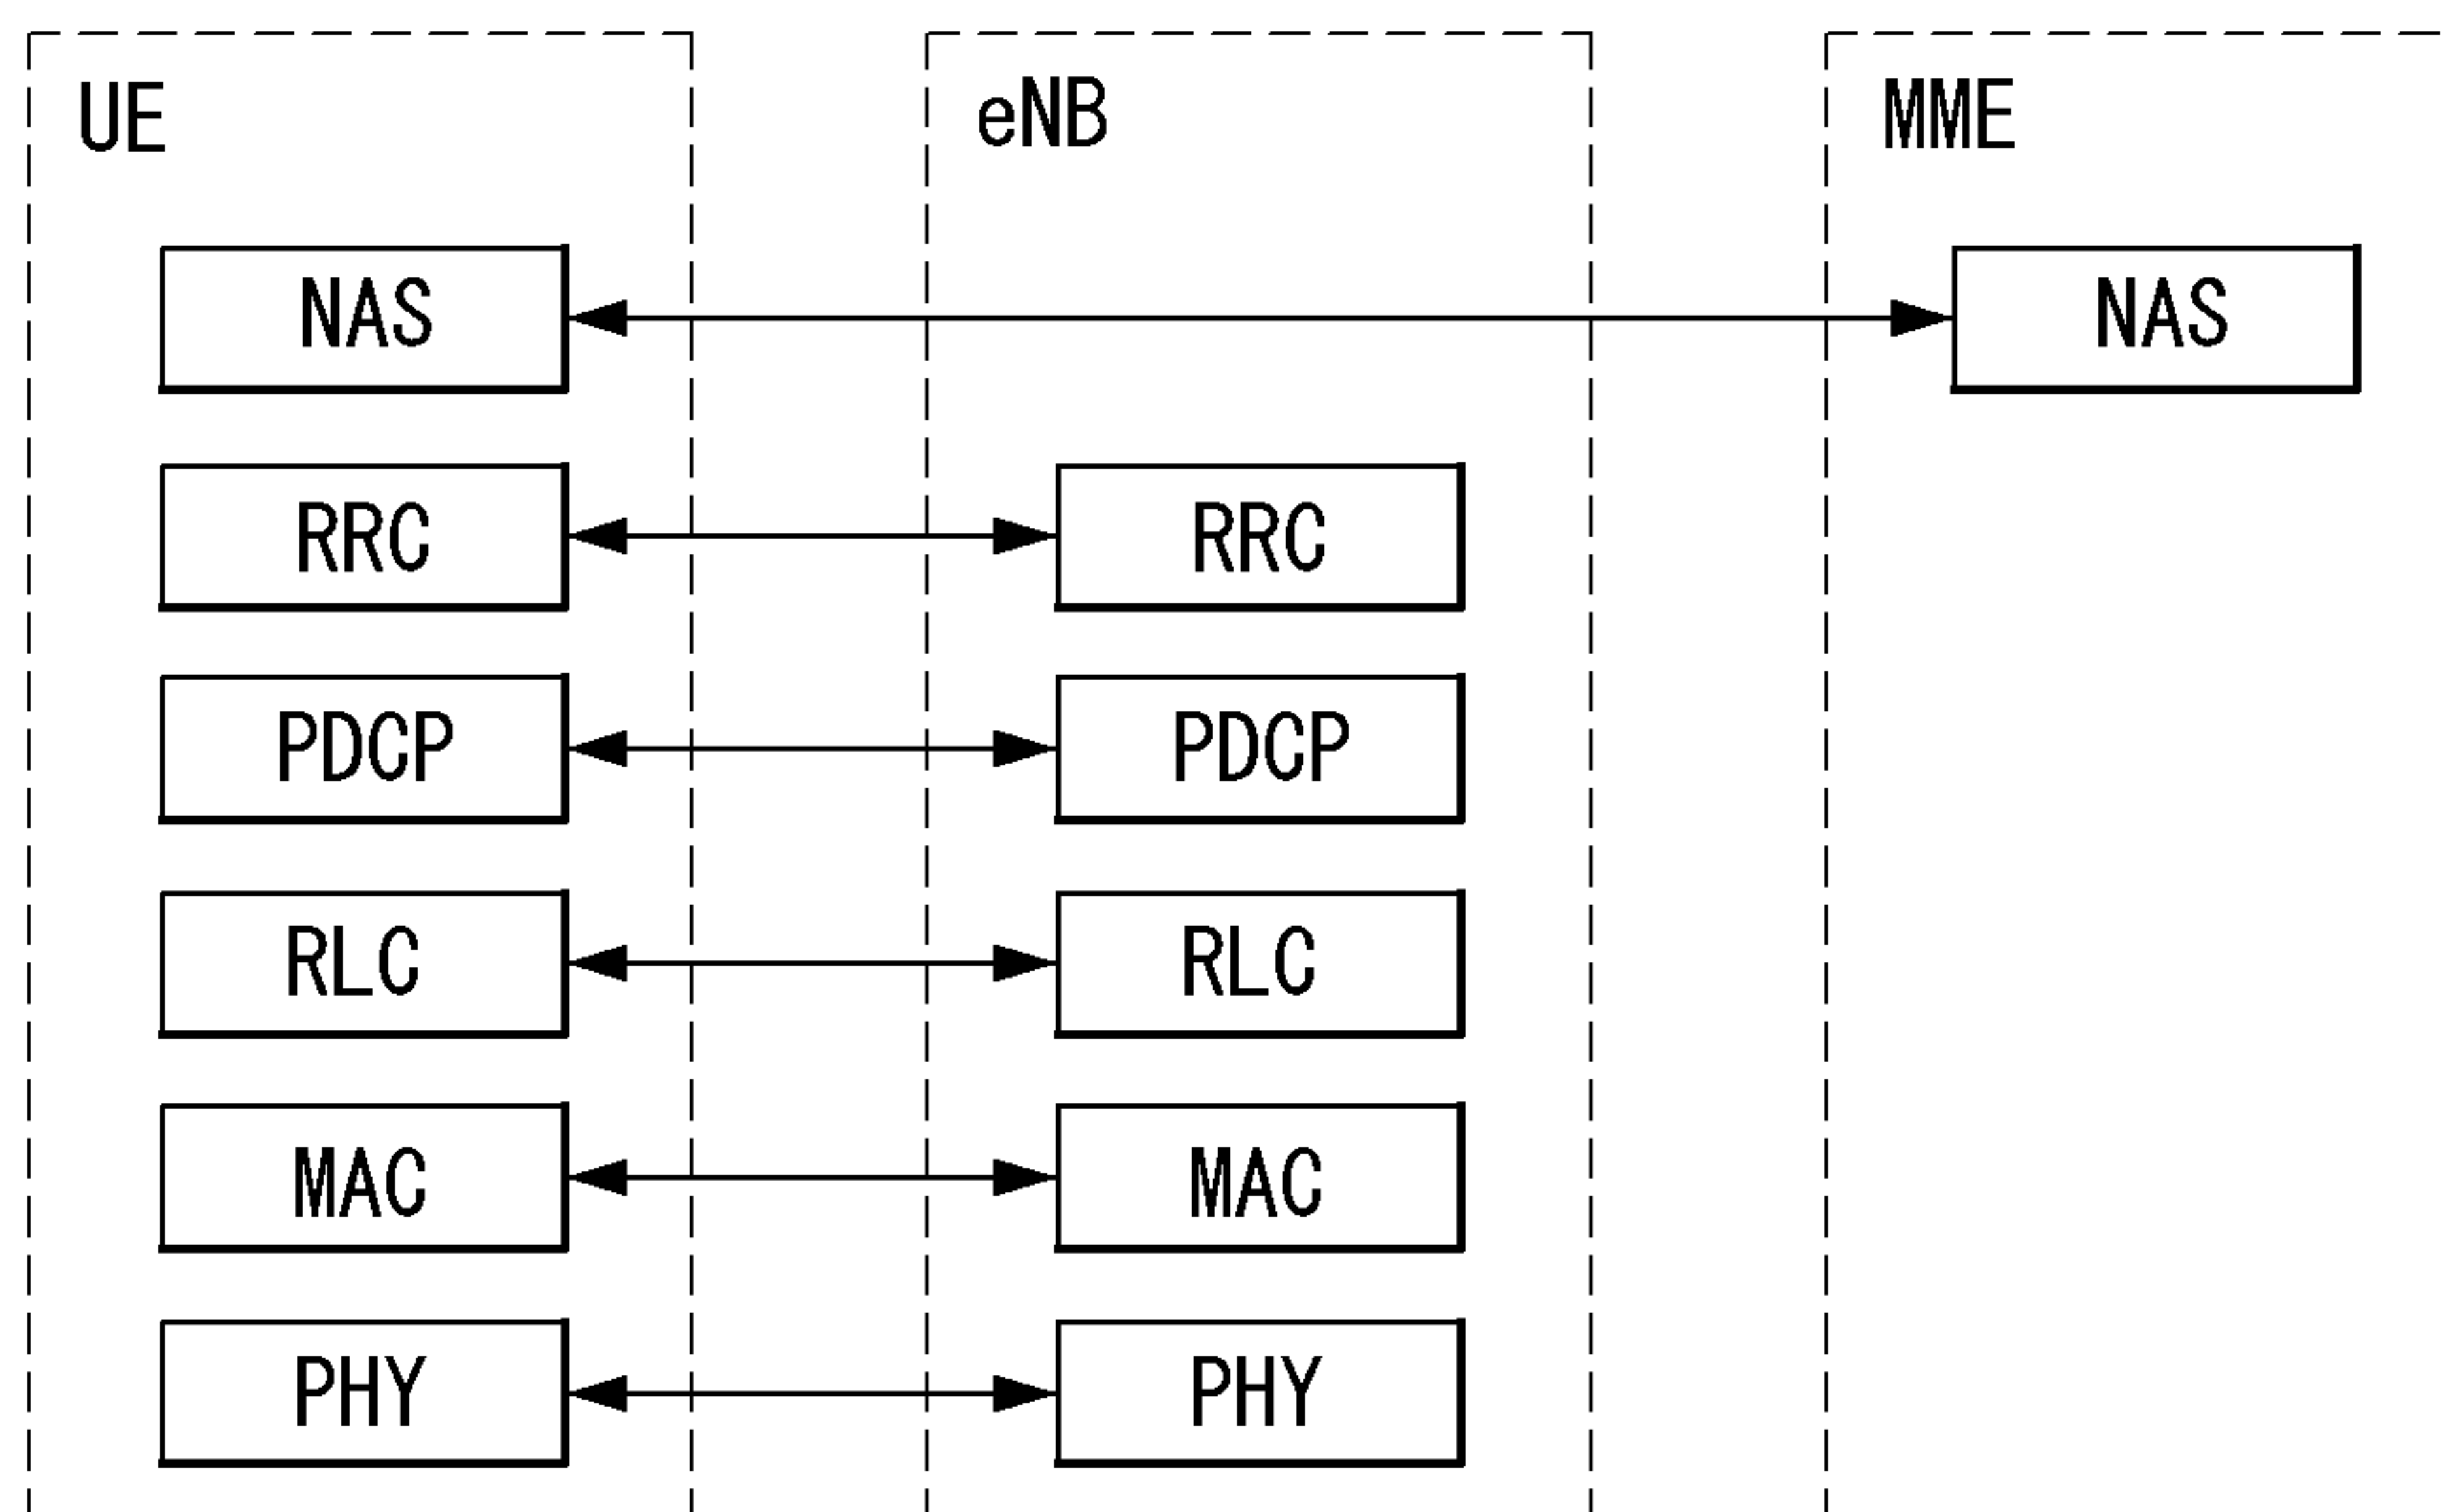 UE eNB MME
NAS NAS
RRC RRC
PDCP PDCP
RLC RLC
MAC MAC
PHY PHY